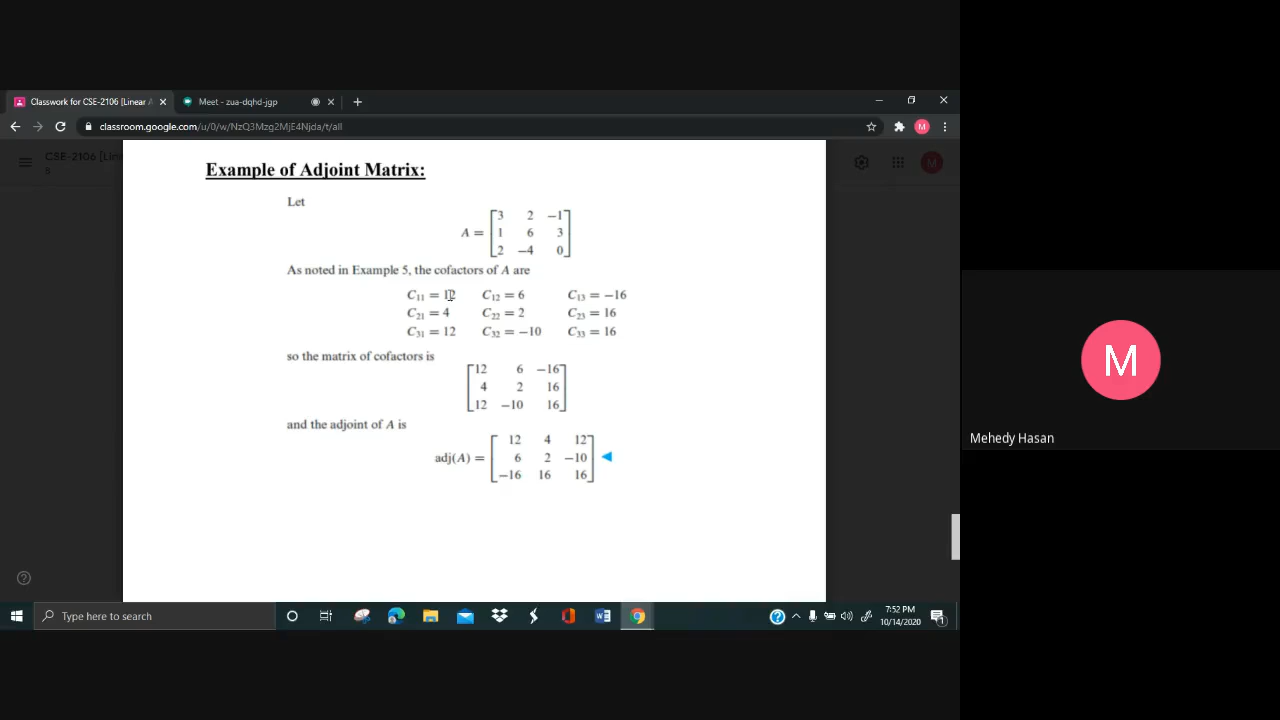 Classwork for CSE-2106 [Linear A
Meet - zua-dqhd-jgp
classroom.google.com/u/0/w/NzQ3Mzg2MjE4Njda/t/all
M
CSE-2106 [Lin
B
M
Example of Adjoint Matrix:
Let
A = [3 2 −1
1 6 3
2 −4 0]
As noted in Example 5, the cofactors of A are
C11 = 12 C12 = 6 C13 = −16
C21 = 4 C22 = 2 C23 = 16
C31 = 12 C32 = −10 C33 = 16
so the matrix of cofactors is
[12 6 −16
4 2 16
12 −10 16]
and the adjoint of A is
adj(A) = [12 4 12
6 2 −10
−16 16 16]
M
Mehedy Hasan
Type here to search
7:52 PM
10/14/2020
1